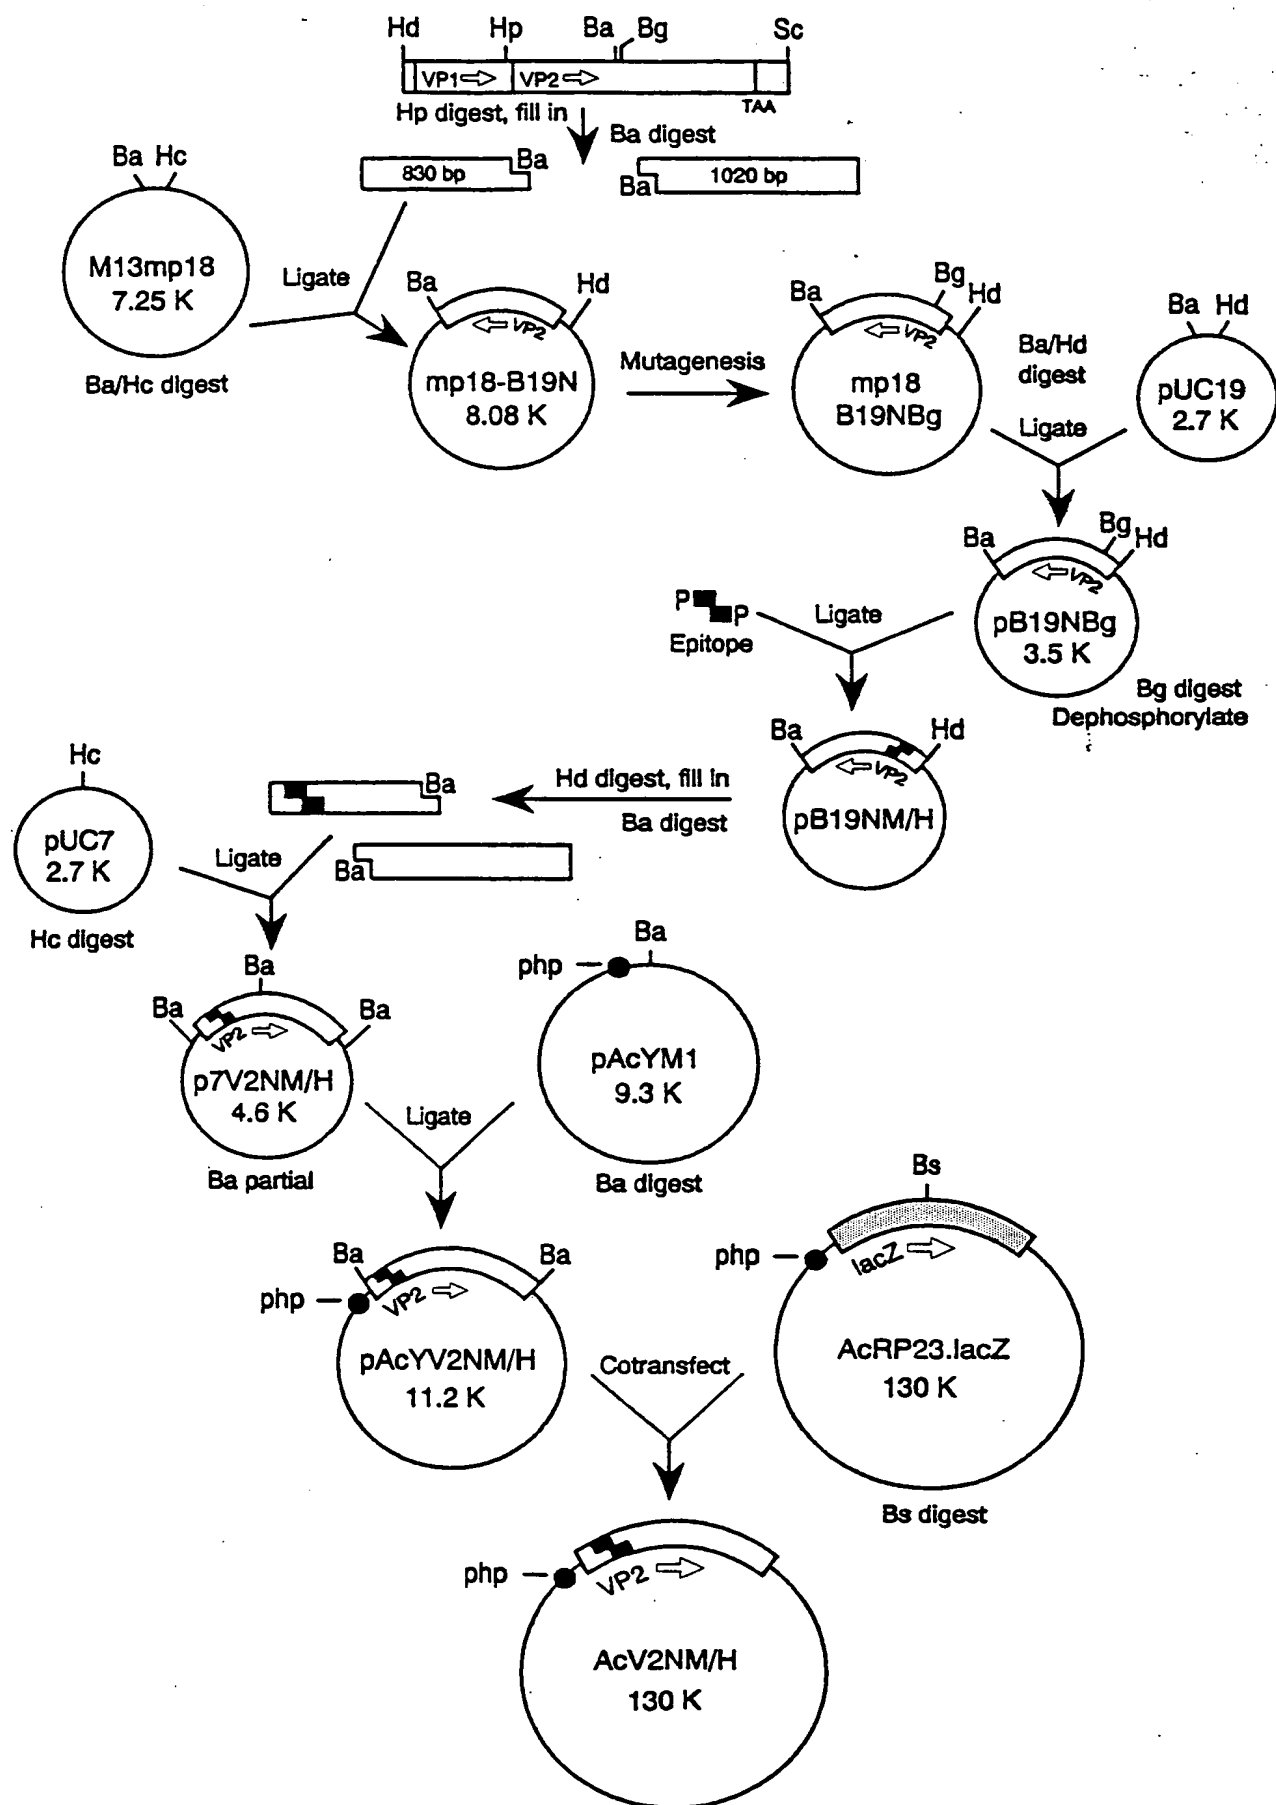 Hd Hp Ba Bg Sc
VP1 VP2
TAA
Hp digest, fill in
Ba digest
Ba Hc
830 bp Ba
Ba 1020 bp
M13mp18
7.25 K
Ba/Hc digest
Ligate
Ba Hd
VP2
mp18-B19N
8.08 K
Mutagenesis
Ba Bg Hd
VP2
mp18
B19NBg
Ba/Hd
digest
Ligate
Ba Hd
pUC19
2.7 K
Ba Bg Hd
VP2
pB19NBg
3.5 K
Bg digest
Dephosphorylate
P P
Epitope
Ligate
Ba Hd
VP2
pB19NM/H
Hd digest, fill in
Ba digest
Ba
Ba
Hc
pUC7
2.7 K
Hc digest
Ligate
Ba Ba Ba
VP2
p7V2NM/H
4.6 K
Ba partial
php Ba
pAcYM1
9.3 K
Ba digest
Ligate
Ba Ba
php
VP2
pAcYV2NM/H
11.2 K
Cotransfect
Bs
php
lacZ
AcRP23.lacZ
130 K
Bs digest
php
VP2
AcV2NM/H
130 K